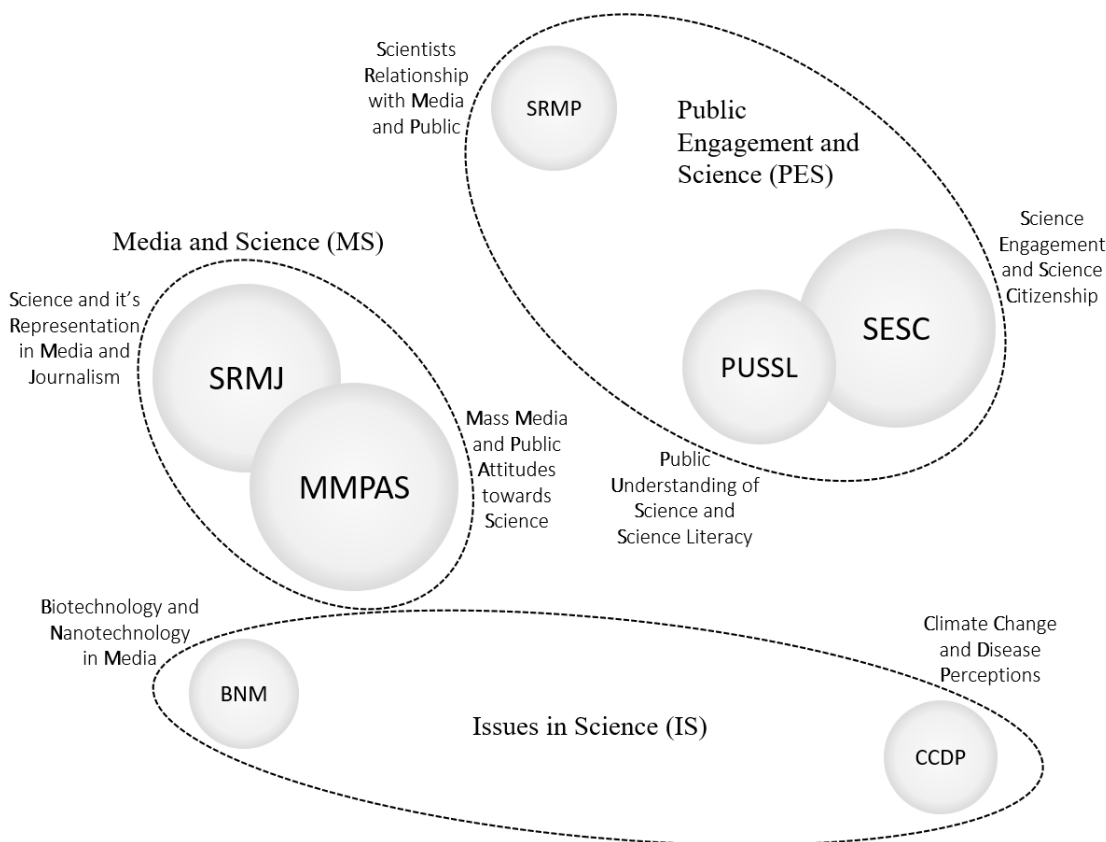 Scientists
Relationship
with Media
and Public
SRMP
Public
Engagement and
Science (PES)
Science
Engagement
and Science
Citizenship
Media and Science (MS)
Science and it's
Representation
in Media and
Journalism
SRMJ
MMPAS
Mass Media
and Public
Attitudes
towards
Science
PUSSL
SESC
Public
Understanding of
Science and
Science Literacy
Biotechnology and
Nanotechnology
in Media
BNM
Issues in Science (IS)
Climate Change
and Disease
Perceptions
CCDP